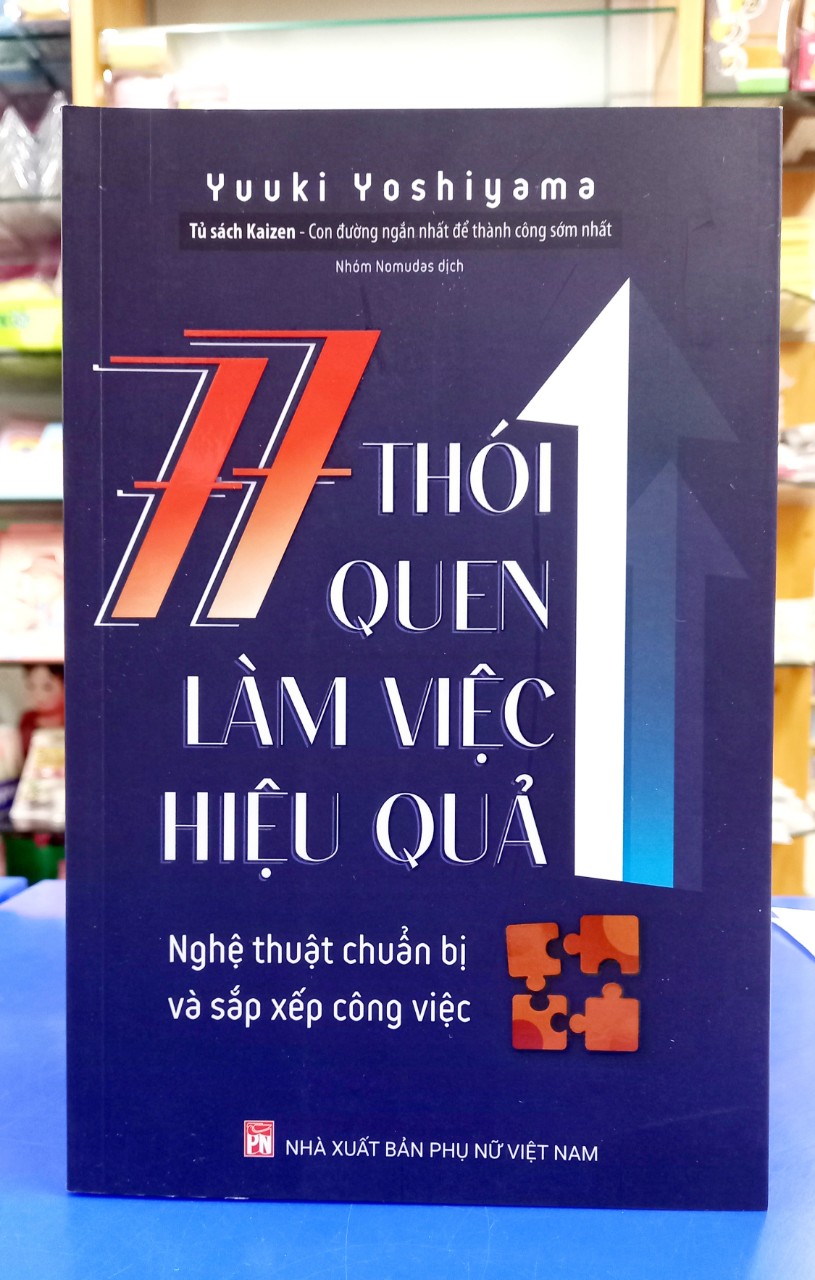 Yuuki Yoshiyama
Tủ sách Kaizen - Con đường ngắn nhất để thành công sớm nhất
Nhóm Nomudas dịch
77 THÓI
QUEN
LÀM VIỆC
HIỆU QUẢ
Nghệ thuật chuẩn bị
và sắp xếp công việc
PN NHÀ XUẤT BẢN PHỤ NỮ VIỆT NAM